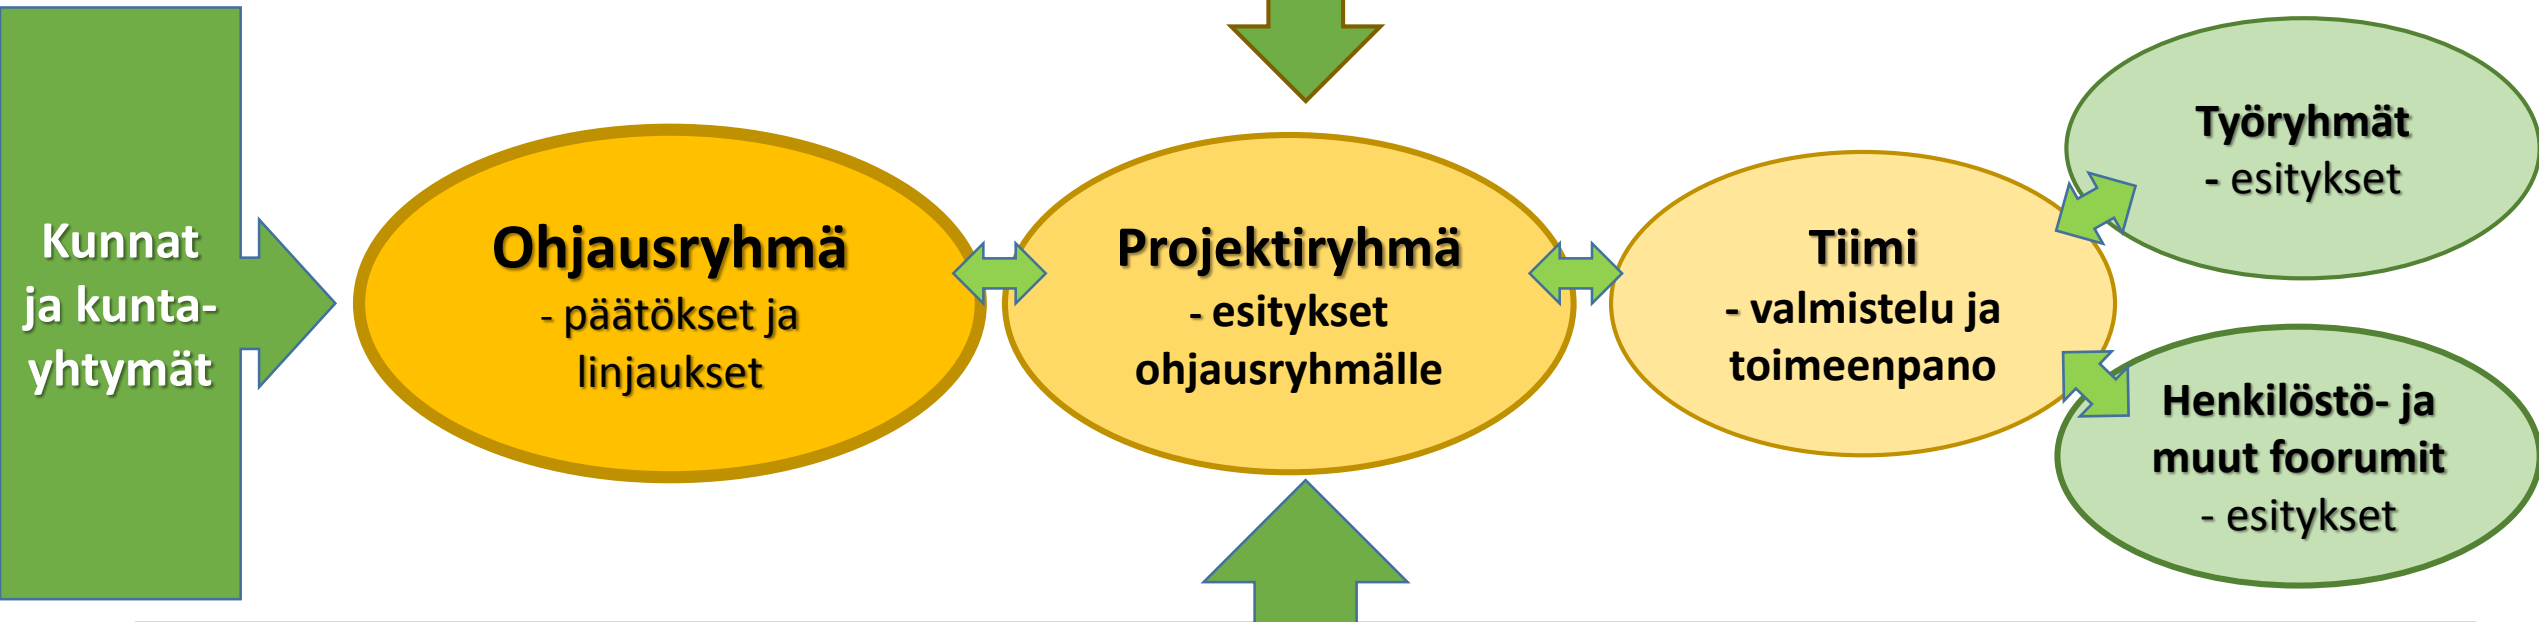 Kunnat
ja kunta-
yhtymät
Ohjausryhmä
- päätökset ja
linjaukset
Projektiryhmä
- esitykset
ohjausryhmälle
Tiimi
- valmistelu ja
toimeenpano
Työryhmät
- esitykset
Henkilöstö- ja
muut foorumit
- esitykset